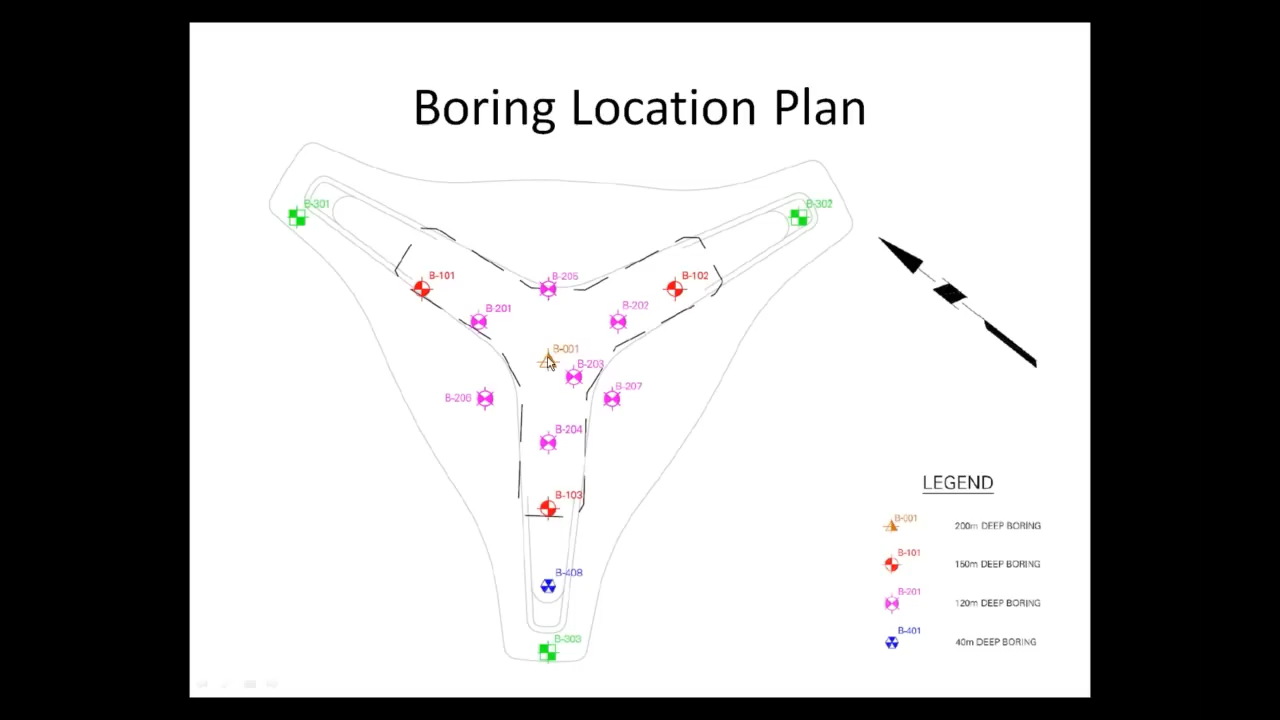 Boring Location Plan
B-301
B-302
B-101
B-205
B-102
B-201
B-202
B-001
B-203
B-206
B-207
B-204
B-103
B-408
B-303
LEGEND
B-001 200m DEEP BORING
B-101 150m DEEP BORING
B-201 120m DEEP BORING
B-401 40m DEEP BORING